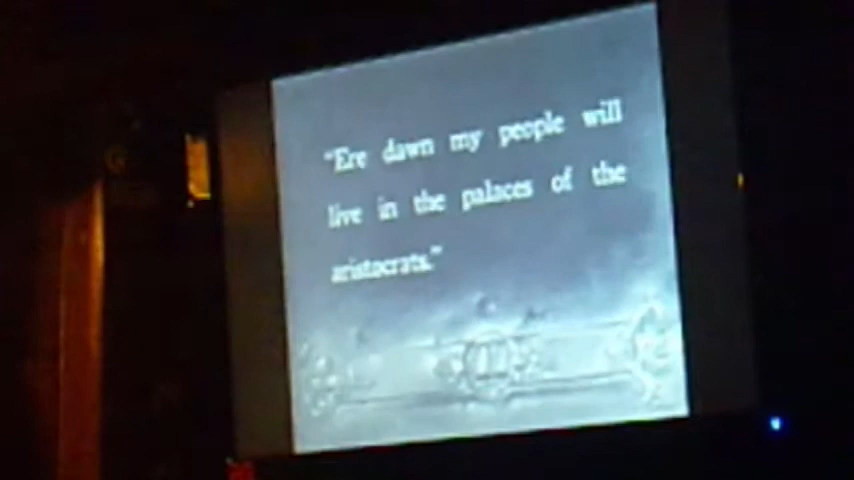 "Ere dawn my people will
live in the palaces of the
aristocrats."